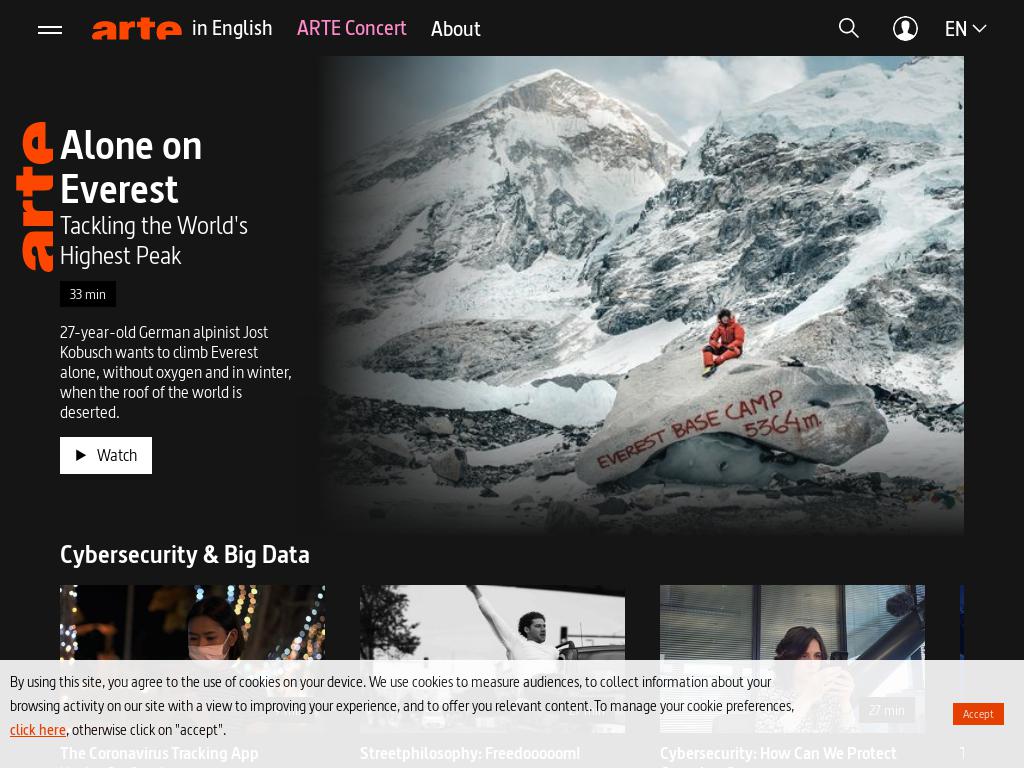 arte in English ARTE Concert About EN
arte
Alone on
Everest
Tackling the World's
Highest Peak
33 min
27-year-old German alpinist Jost
Kobusch wants to climb Everest
alone, without oxygen and in winter,
when the roof of the world is
deserted.
Watch
EVEREST BASE CAMP
5364m.
Cybersecurity & Big Data
27 min
By using this site, you agree to the use of cookies on your device. We use cookies to measure audiences, to collect information about your
browsing activity on our site with a view to improving your experience, and to offer you relevant content. To manage your cookie preferences,
click here, otherwise click on "accept".
Accept
The Coronavirus Tracking App
Streetphilosophy: Freedooooom!
Cybersecurity: How Can We Protect